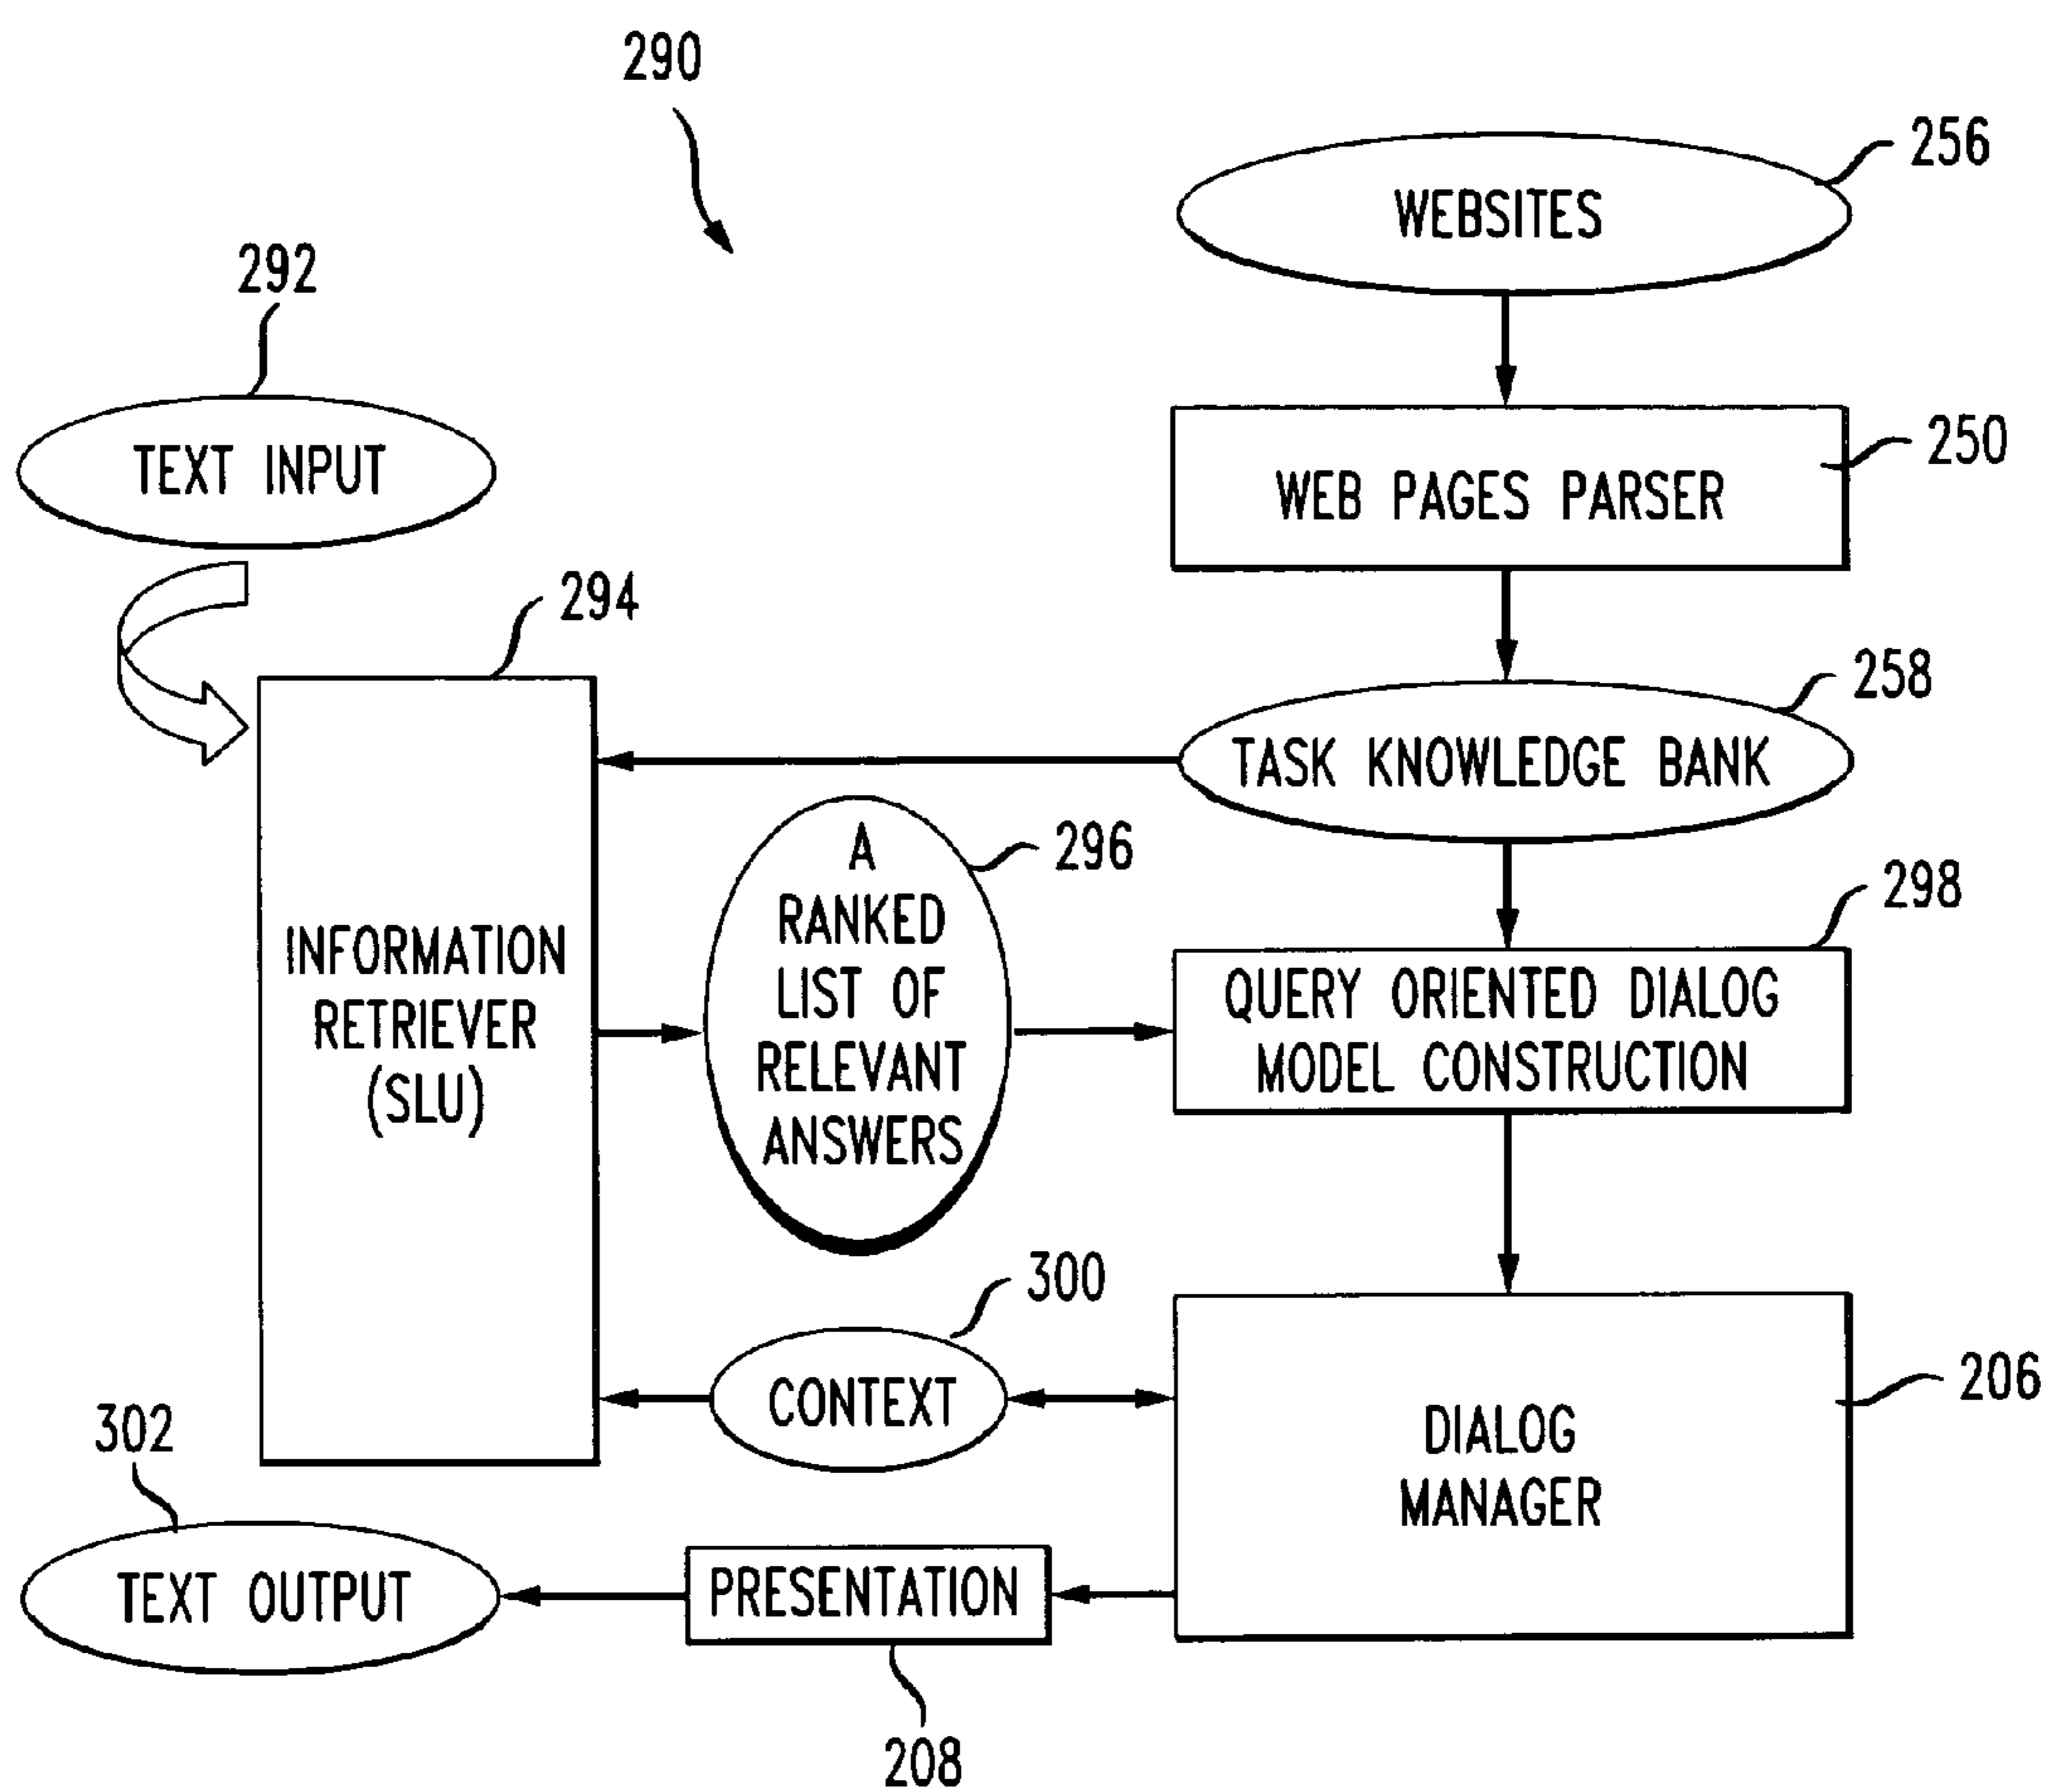 290
256
WEBSITES
292
TEXT INPUT
250
WEB PAGES PARSER
294
258
TASK KNOWLEDGE BANK
A
RANKED
LIST OF
RELEVANT
ANSWERS
296
298
INFORMATION
RETRIEVER
(SLU)
QUERY ORIENTED DIALOG
MODEL CONSTRUCTION
300
CONTEXT
206
DIALOG
MANAGER
302
TEXT OUTPUT
PRESENTATION
208